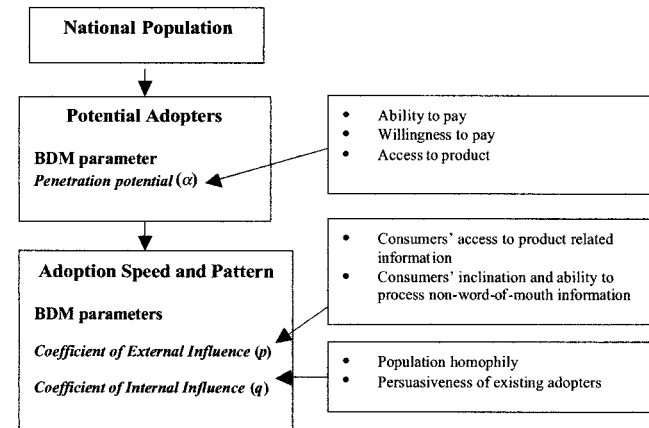 National Population
Potential Adopters
BDM parameter
Penetration potential (α)
• Ability to pay
• Willingness to pay
• Access to product
Adoption Speed and Pattern
BDM parameters
Coefficient of External Influence (p)
Coefficient of Internal Influence (q)
• Consumers' access to product related
information
• Consumers' inclination and ability to
process non-word-of-mouth information
• Population homophily
• Persuasiveness of existing adopters